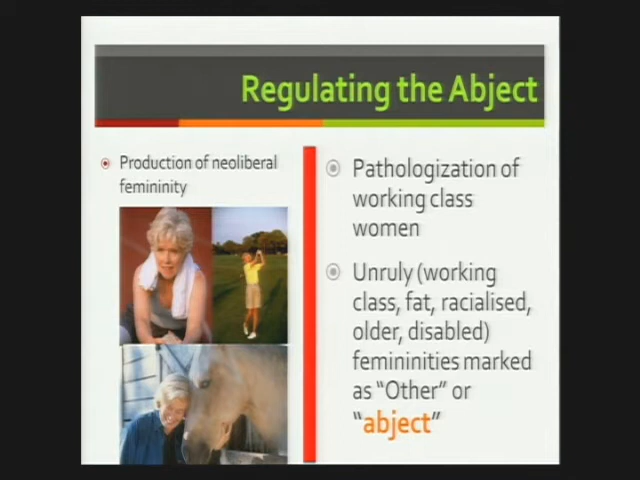 Regulating the Abject
Production of neoliberal
femininity
Pathologization of
working class
women
Unruly (working
class, fat, racialised,
older, disabled)
femininities marked
as “Other” or
“abject”